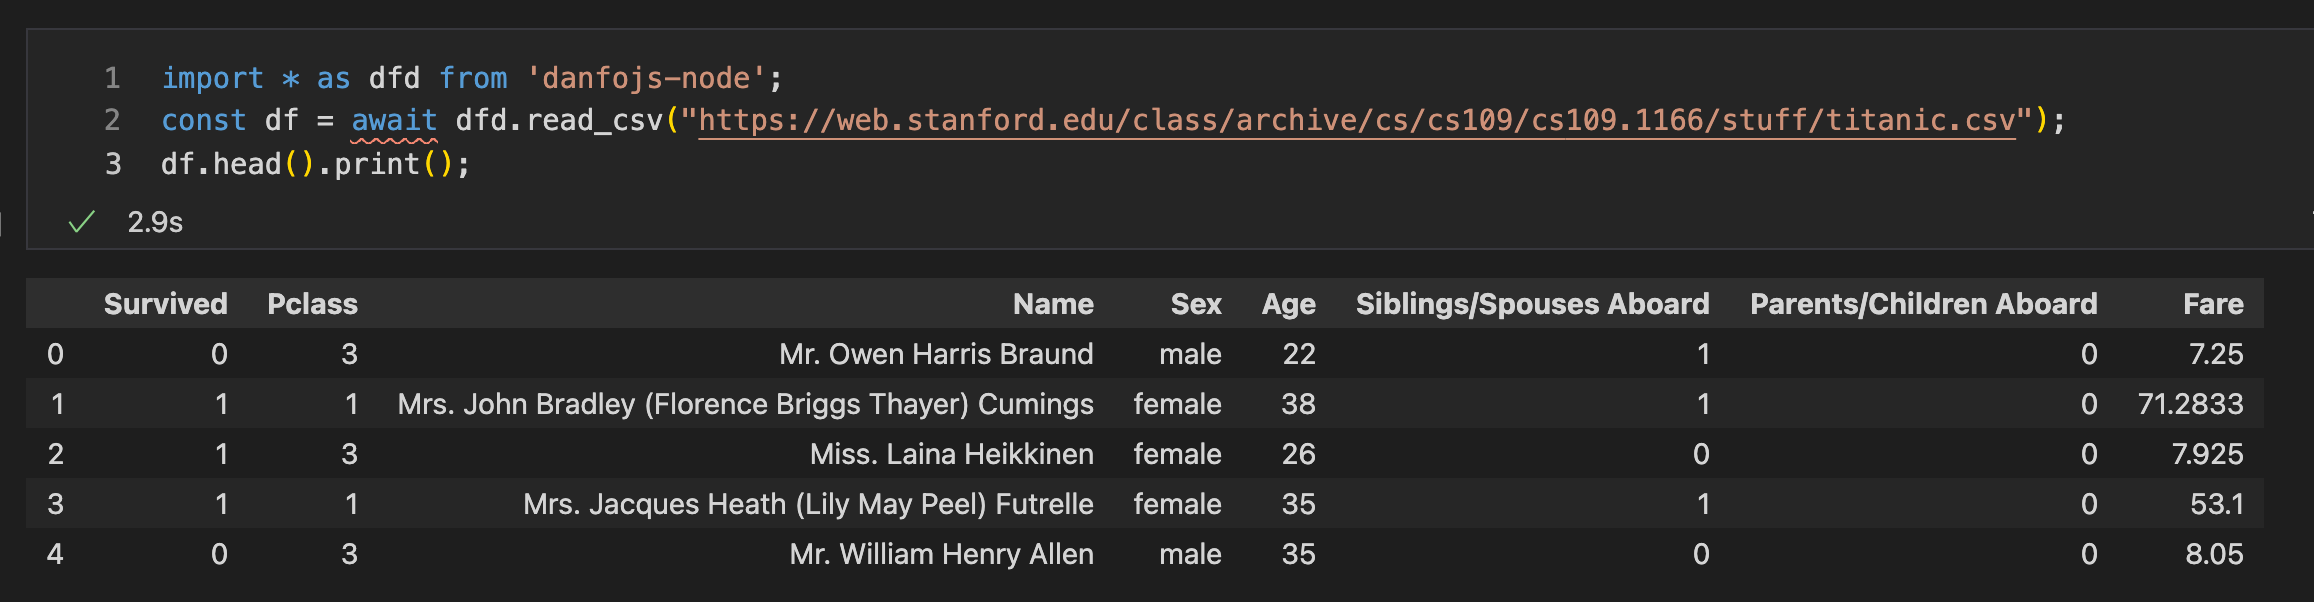 1 import * as dfd from 'danfojs-node';
2 const df = await dfd.read_csv("https://web.stanford.edu/class/archive/cs/cs109/cs109.1166/stuff/titanic.csv");
3 df.head().print();
✓ 2.9s
Survived Pclass Name Sex Age Siblings/Spouses Aboard Parents/Children Aboard Fare
0 0 3 Mr. Owen Harris Braund male 22 1 0 7.25
1 1 1 Mrs. John Bradley (Florence Briggs Thayer) Cumings female 38 1 0 71.2833
2 1 3 Miss. Laina Heikkinen female 26 0 0 7.925
3 1 1 Mrs. Jacques Heath (Lily May Peel) Futrelle female 35 1 0 53.1
4 0 3 Mr. William Henry Allen male 35 0 0 8.05